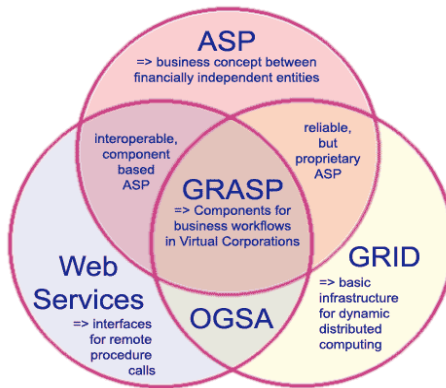 ASP
=> business concept between
financially independent entities
interoperable,
component
based
ASP
reliable,
but
proprietary
ASP
GRASP
=> Components for
business workflows
in Virtual Corporations
Web
Services
=> interfaces
for remote
procedure
calls
OGSA
GRID
=> basic
infrastructure
for dynamic
distributed
computing